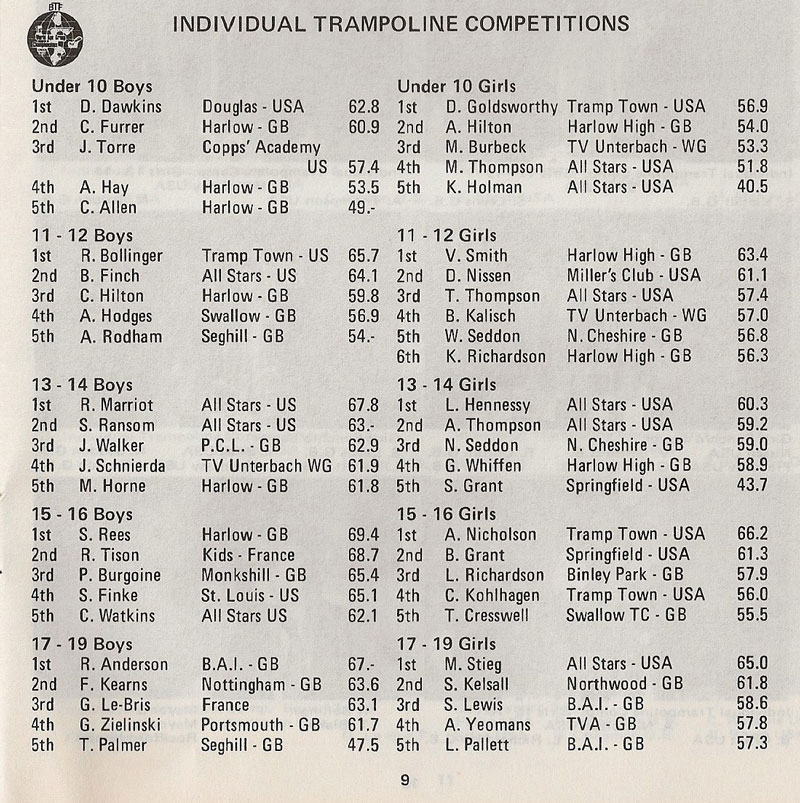 BTF
INDIVIDUAL TRAMPOLINE COMPETITIONS
Under 10 Boys
1st D. Dawkins Douglas - USA 62.8
2nd C. Furrer Harlow - GB 60.9
3rd J. Torre Copps' Academy
US 57.4
4th A. Hay Harlow - GB 53.5
5th C. Allen Harlow - GB 49.-
11 - 12 Boys
1st R. Bollinger Tramp Town - US 65.7
2nd B. Finch All Stars - US 64.1
3rd C. Hilton Harlow - GB 59.8
4th A. Hodges Swallow - GB 56.9
5th A. Rodham Seghill - GB 54.-
13 - 14 Boys
1st R. Marriot All Stars - US 67.8
2nd S. Ransom All Stars - US 63.-
3rd J. Walker P.C.L. - GB 62.9
4th J. Schnierda TV Unterbach WG 61.9
5th M. Horne Harlow - GB 61.8
15 - 16 Boys
1st S. Rees Harlow - GB 69.4
2nd R. Tison Kids - France 68.7
3rd P. Burgoine Monkshill - GB 65.4
4th S. Finke St. Louis - US 65.1
5th C. Watkins All Stars US 62.1
17 - 19 Boys
1st R. Anderson B.A.I. - GB 67.-
2nd F. Kearns Nottingham - GB 63.6
3rd G. Le-Bris France 63.1
4th G. Zielinski Portsmouth - GB 61.7
5th T. Palmer Seghill - GB 47.5
Under 10 Girls
1st D. Goldsworthy Tramp Town - USA 56.9
2nd A. Hilton Harlow High - GB 54.0
3rd M. Burbeck TV Unterbach - WG 53.3
4th M. Thompson All Stars - USA 51.8
5th K. Holman All Stars - USA 40.5
11 - 12 Girls
1st V. Smith Harlow High - GB 63.4
2nd D. Nissen Miller's Club - USA 61.1
3rd T. Thompson All Stars - USA 57.4
4th B. Kalisch TV Unterbach - WG 57.0
5th W. Seddon N. Cheshire - GB 56.8
6th K. Richardson Harlow High - GB 56.3
13 - 14 Girls
1st L. Hennessy All Stars - USA 60.3
2nd A. Thompson All Stars - USA 59.2
3rd N. Seddon N. Cheshire - GB 59.0
4th G. Whiffen Harlow High - GB 58.9
5th S. Grant Springfield - USA 43.7
15 - 16 Girls
1st A. Nicholson Tramp Town - USA 66.2
2nd B. Grant Springfield - USA 61.3
3rd L. Richardson Binley Park - GB 57.9
4th C. Kohlhagen Tramp Town - USA 56.0
5th T. Cresswell Swallow TC - GB 55.5
17 - 19 Girls
1st M. Stieg All Stars - USA 65.0
2nd S. Kelsall Northwood - GB 61.8
3rd S. Lewis B.A.I. - GB 58.6
4th A. Yeomans TVA - GB 57.8
5th L. Pallett B.A.I. - GB 57.3
9